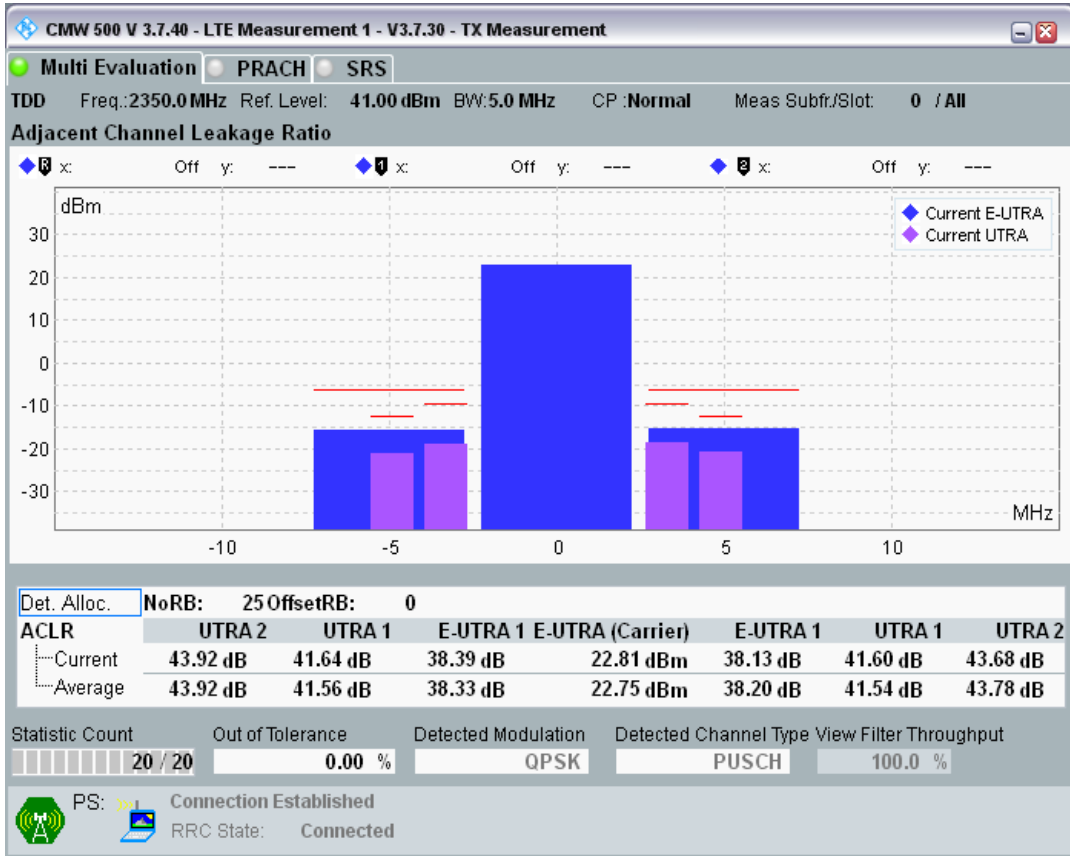 CMW 500 V 3.7.40 - LTE Measurement 1 - V3.7.30 - TX Measurement
Multi Evaluation PRACH SRS
TDD Freq.:2350.0 MHz Ref. Level: 41.00 dBm BW:5.0 MHz CP :Normal Meas Subfr./Slot: 0 / All
Adjacent Channel Leakage Ratio
R x: Off y: --- 1 x: Off y: --- 2 x: Off y: ---
dBm
Current E-UTRA
Current UTRA
30
20
10
0
-10
-20
-30
MHz
-10 -5 0 5 10
Det. Alloc. NoRB: 25 OffsetRB: 0
ACLR UTRA 2 UTRA 1 E-UTRA 1 E-UTRA (Carrier) E-UTRA 1 UTRA 1 UTRA 2
Current 43.92 dB 41.64 dB 38.39 dB 22.81 dBm 38.13 dB 41.60 dB 43.68 dB
Average 43.92 dB 41.56 dB 38.33 dB 22.75 dBm 38.20 dB 41.54 dB 43.78 dB
Statistic Count Out of Tolerance Detected Modulation Detected Channel Type View Filter Throughput
20 / 20 0.00 % QPSK PUSCH 100.0 %
PS: Connection Established
RRC State: Connected